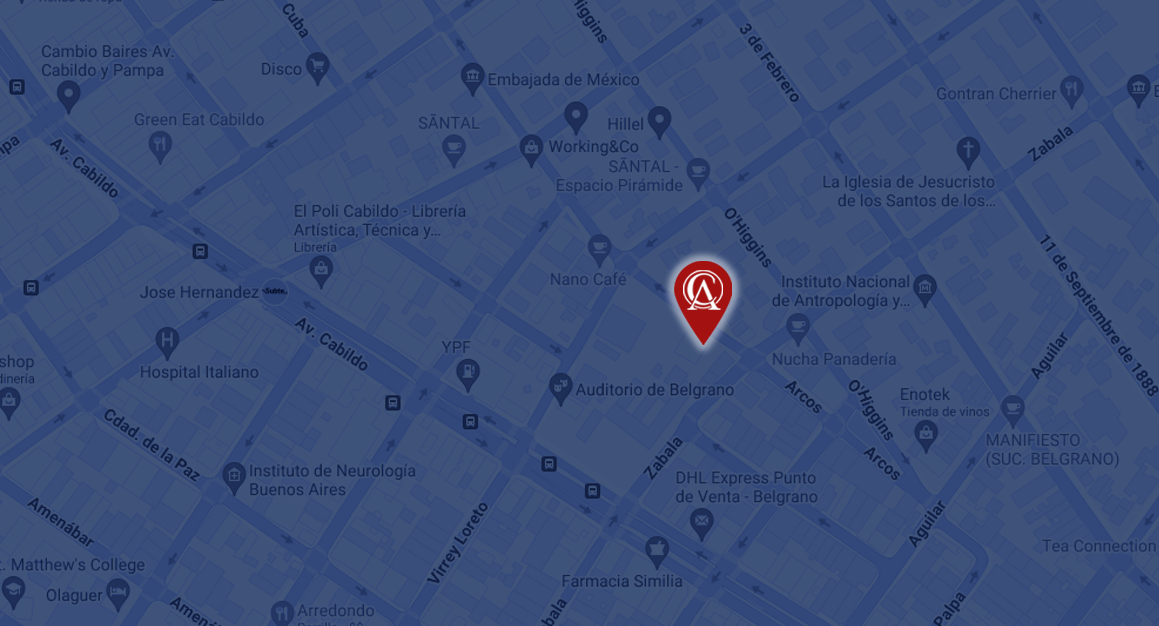 Cuba
O'Higgins
3 de Febrero
Cambio Baires Av.
Cabildo y Pampa
Disco
Embajada de México
Gontran Cherrier
Green Eat Cabildo
SÄNTAL
Hillel
Working&Co
Zabala
Av. Cabildo
SÄNTAL -
Espacio Pirámide
La Iglesia de Jesucristo
de los Santos de los...
El Poli Cabildo - Librería
Artística, Técnica y...
Librería
O'Higgins
11 de Septiembre de 1888
Nano Café
Instituto Nacional
de Antropología y...
Jose Hernandez
Subte
Av. Cabildo
YPF
Nucha Panadería
Aguilar
Hospital Italiano
Auditorio de Belgrano
Arcos
O'Higgins
Enotek
Tienda de vinos
Cdad. de la Paz
Zabala
MANIFIESTO
(SUC. BELGRANO)
Arcos
Instituto de Neurología
Buenos Aires
DHL Express Punto
de Venta - Belgrano
Amenábar
Virrey Loreto
Aguilar
Tea Connection
. Matthew's College
Farmacia Similia
Olaguer
Arredondo
Palpa